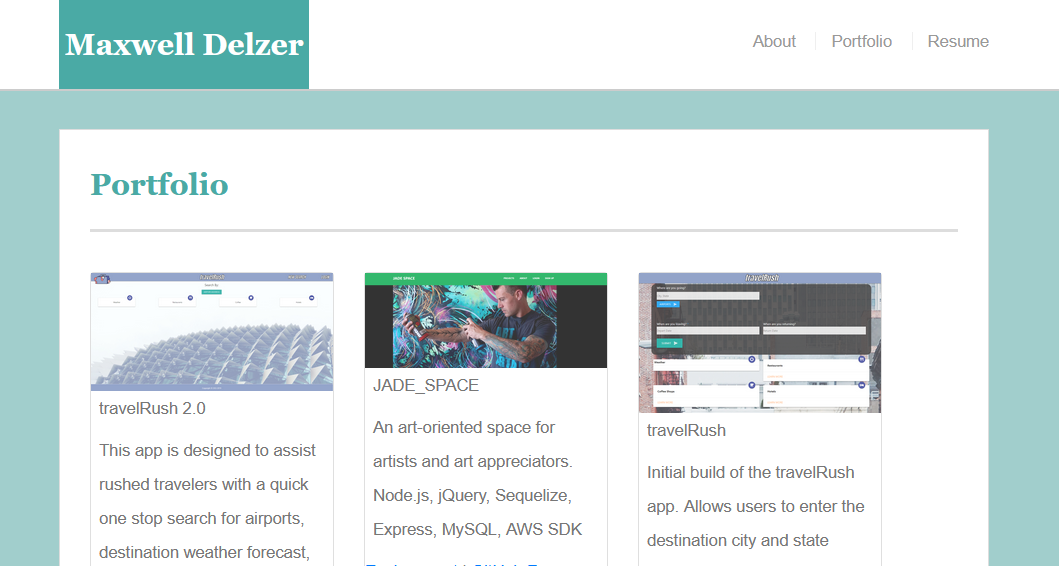 Maxwell Delzer
About
Portfolio
Resume
Portfolio
travelRush
JADE SPACE
travelRush
travelRush 2.0
This app is designed to assist
rushed travelers with a quick
one stop search for airports,
destination weather forecast,
JADE_SPACE
An art-oriented space for
artists and art appreciators.
Node.js, jQuery, Sequelize,
Express, MySQL, AWS SDK
travelRush
Initial build of the travelRush
app. Allows users to enter the
destination city and state